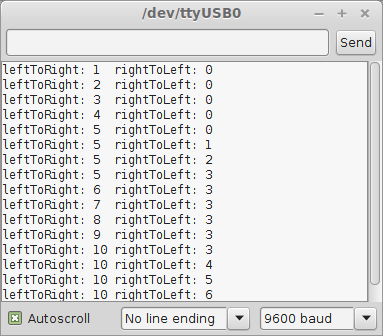 /dev/ttyUSB0
Send
leftToRight: 1 rightToLeft: 0
leftToRight: 2 rightToLeft: 0
leftToRight: 3 rightToLeft: 0
leftToRight: 4 rightToLeft: 0
leftToRight: 5 rightToLeft: 0
leftToRight: 5 rightToLeft: 1
leftToRight: 5 rightToLeft: 2
leftToRight: 5 rightToLeft: 3
leftToRight: 6 rightToLeft: 3
leftToRight: 7 rightToLeft: 3
leftToRight: 8 rightToLeft: 3
leftToRight: 9 rightToLeft: 3
leftToRight: 10 rightToLeft: 3
leftToRight: 10 rightToLeft: 4
leftToRight: 10 rightToLeft: 5
leftToRight: 10 rightToLeft: 6
Autoscroll No line ending 9600 baud